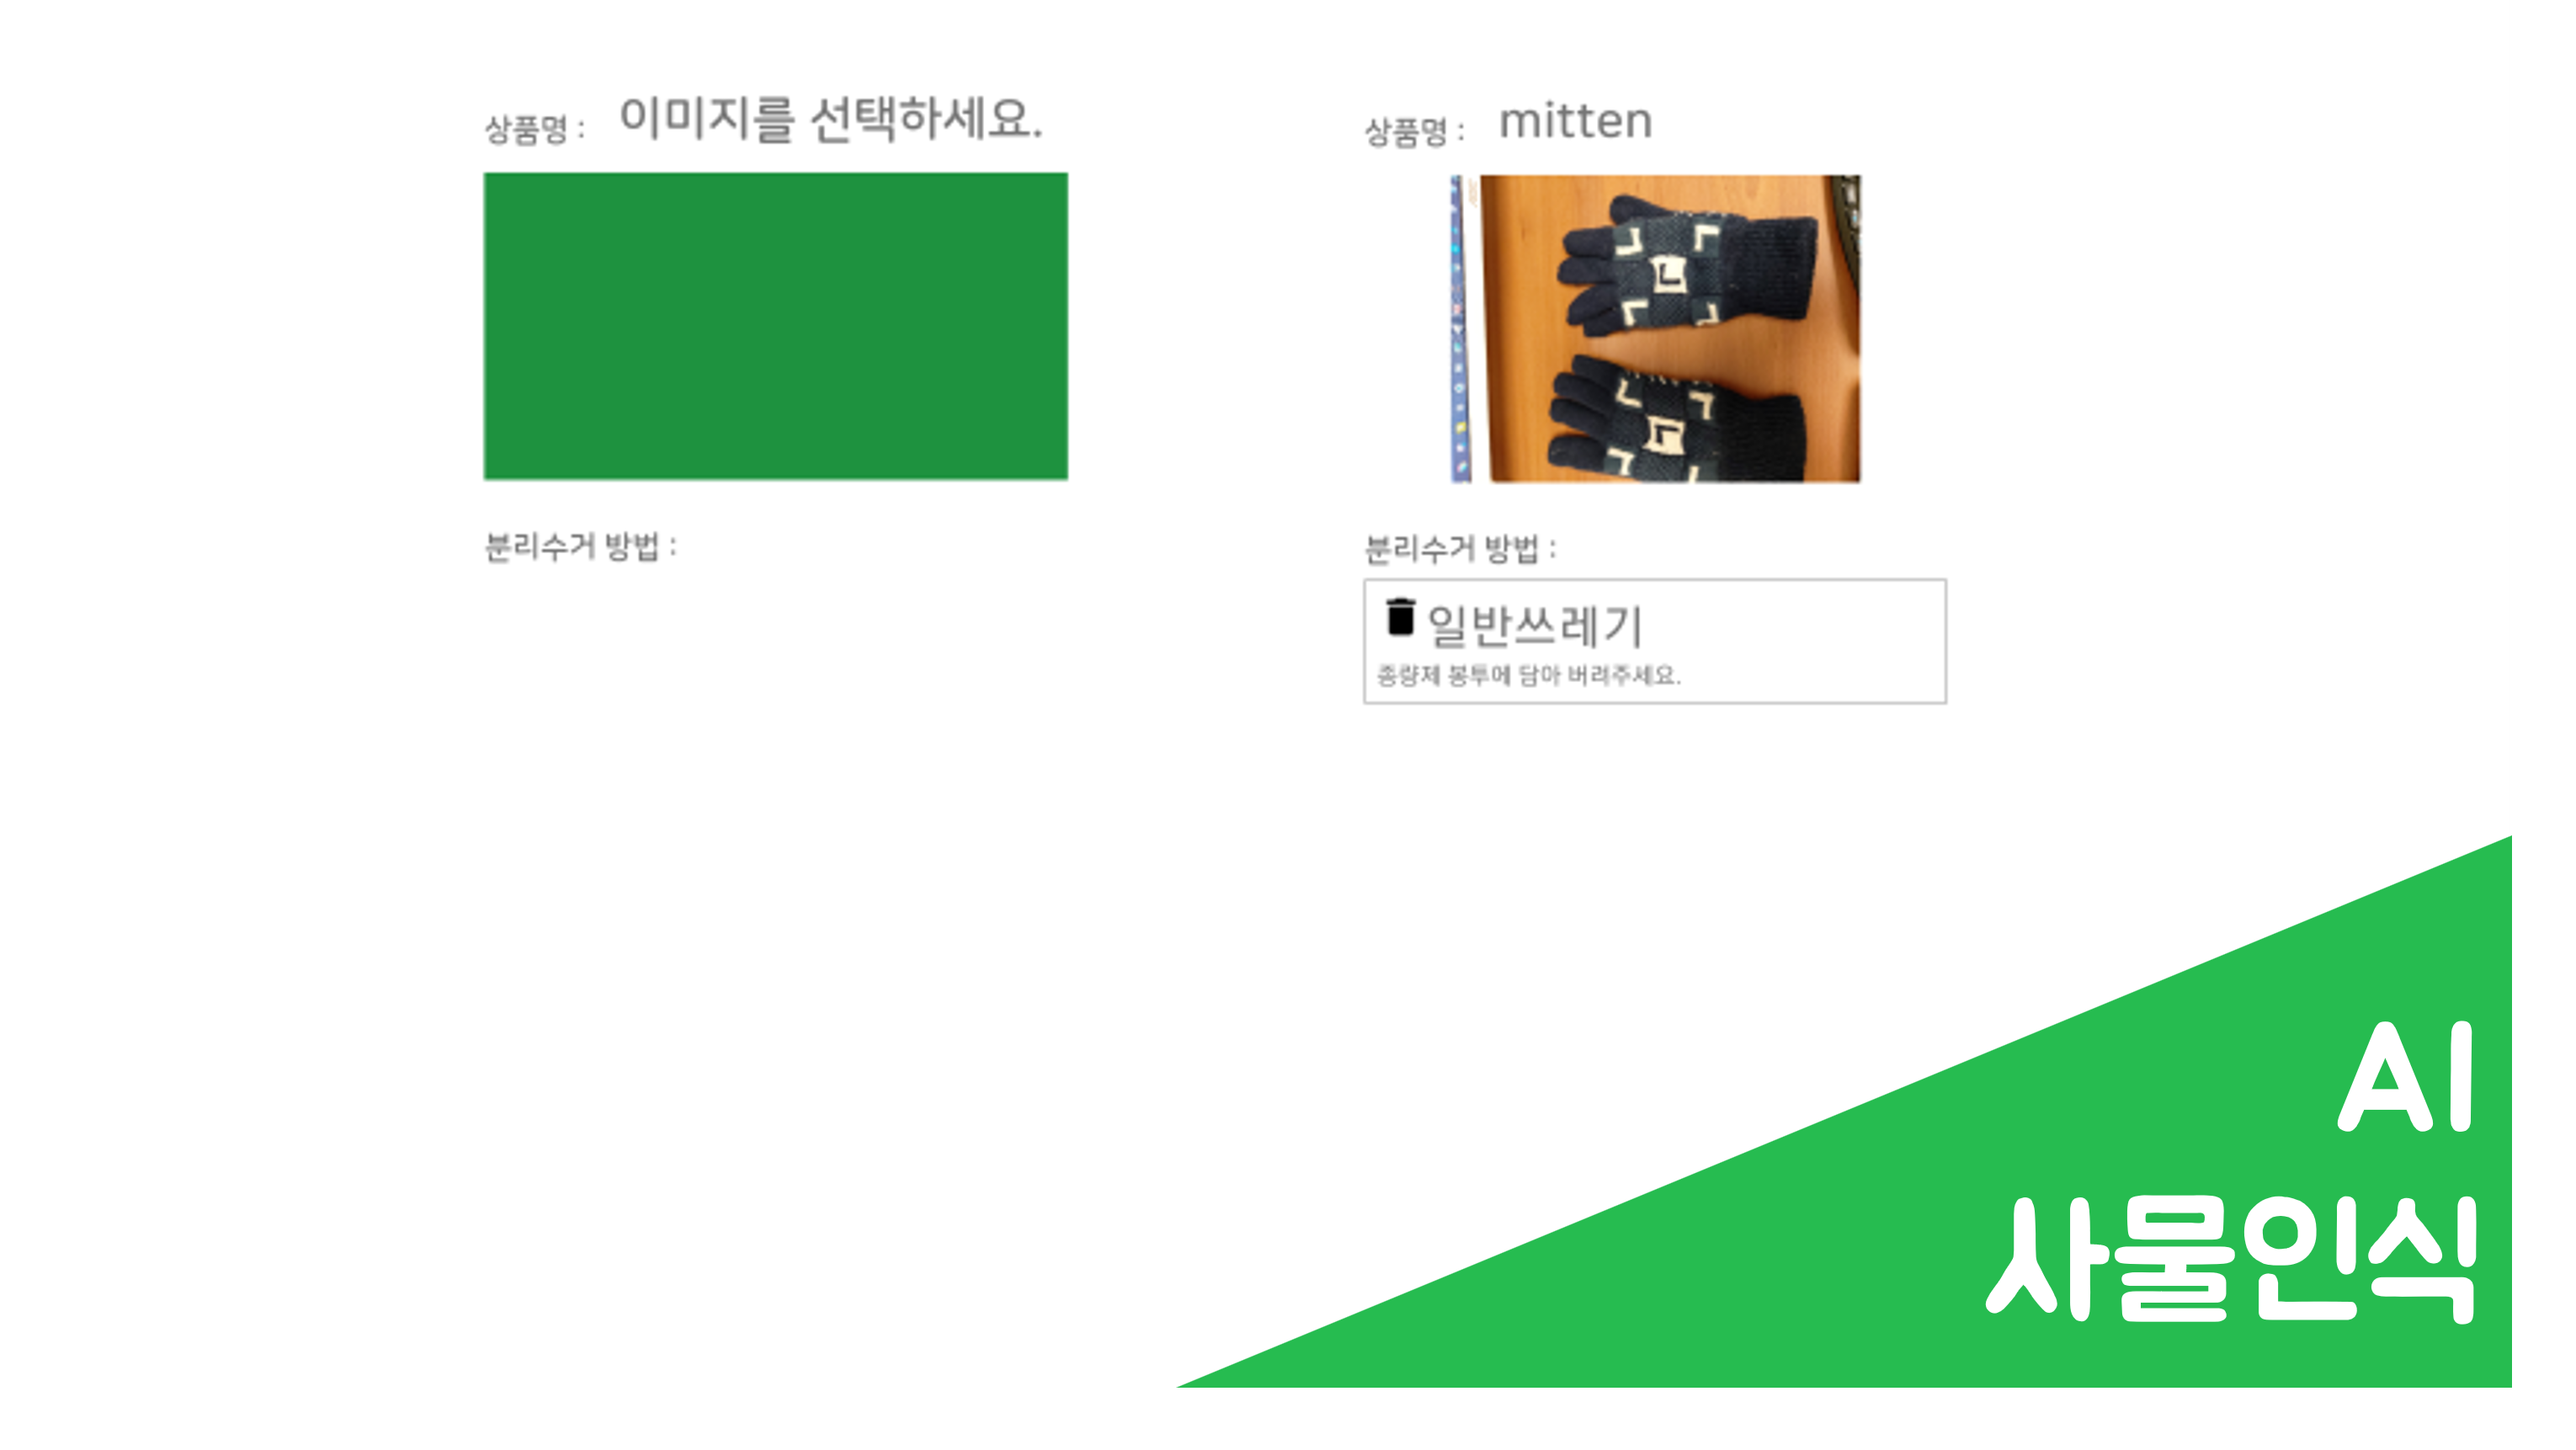 상품명 : 이미지를 선택하세요.
분리수거 방법 :
상품명 : mitten
분리수거 방법 :
일반쓰레기
종량제 봉투에 담아 버려주세요.
AI
사물인식